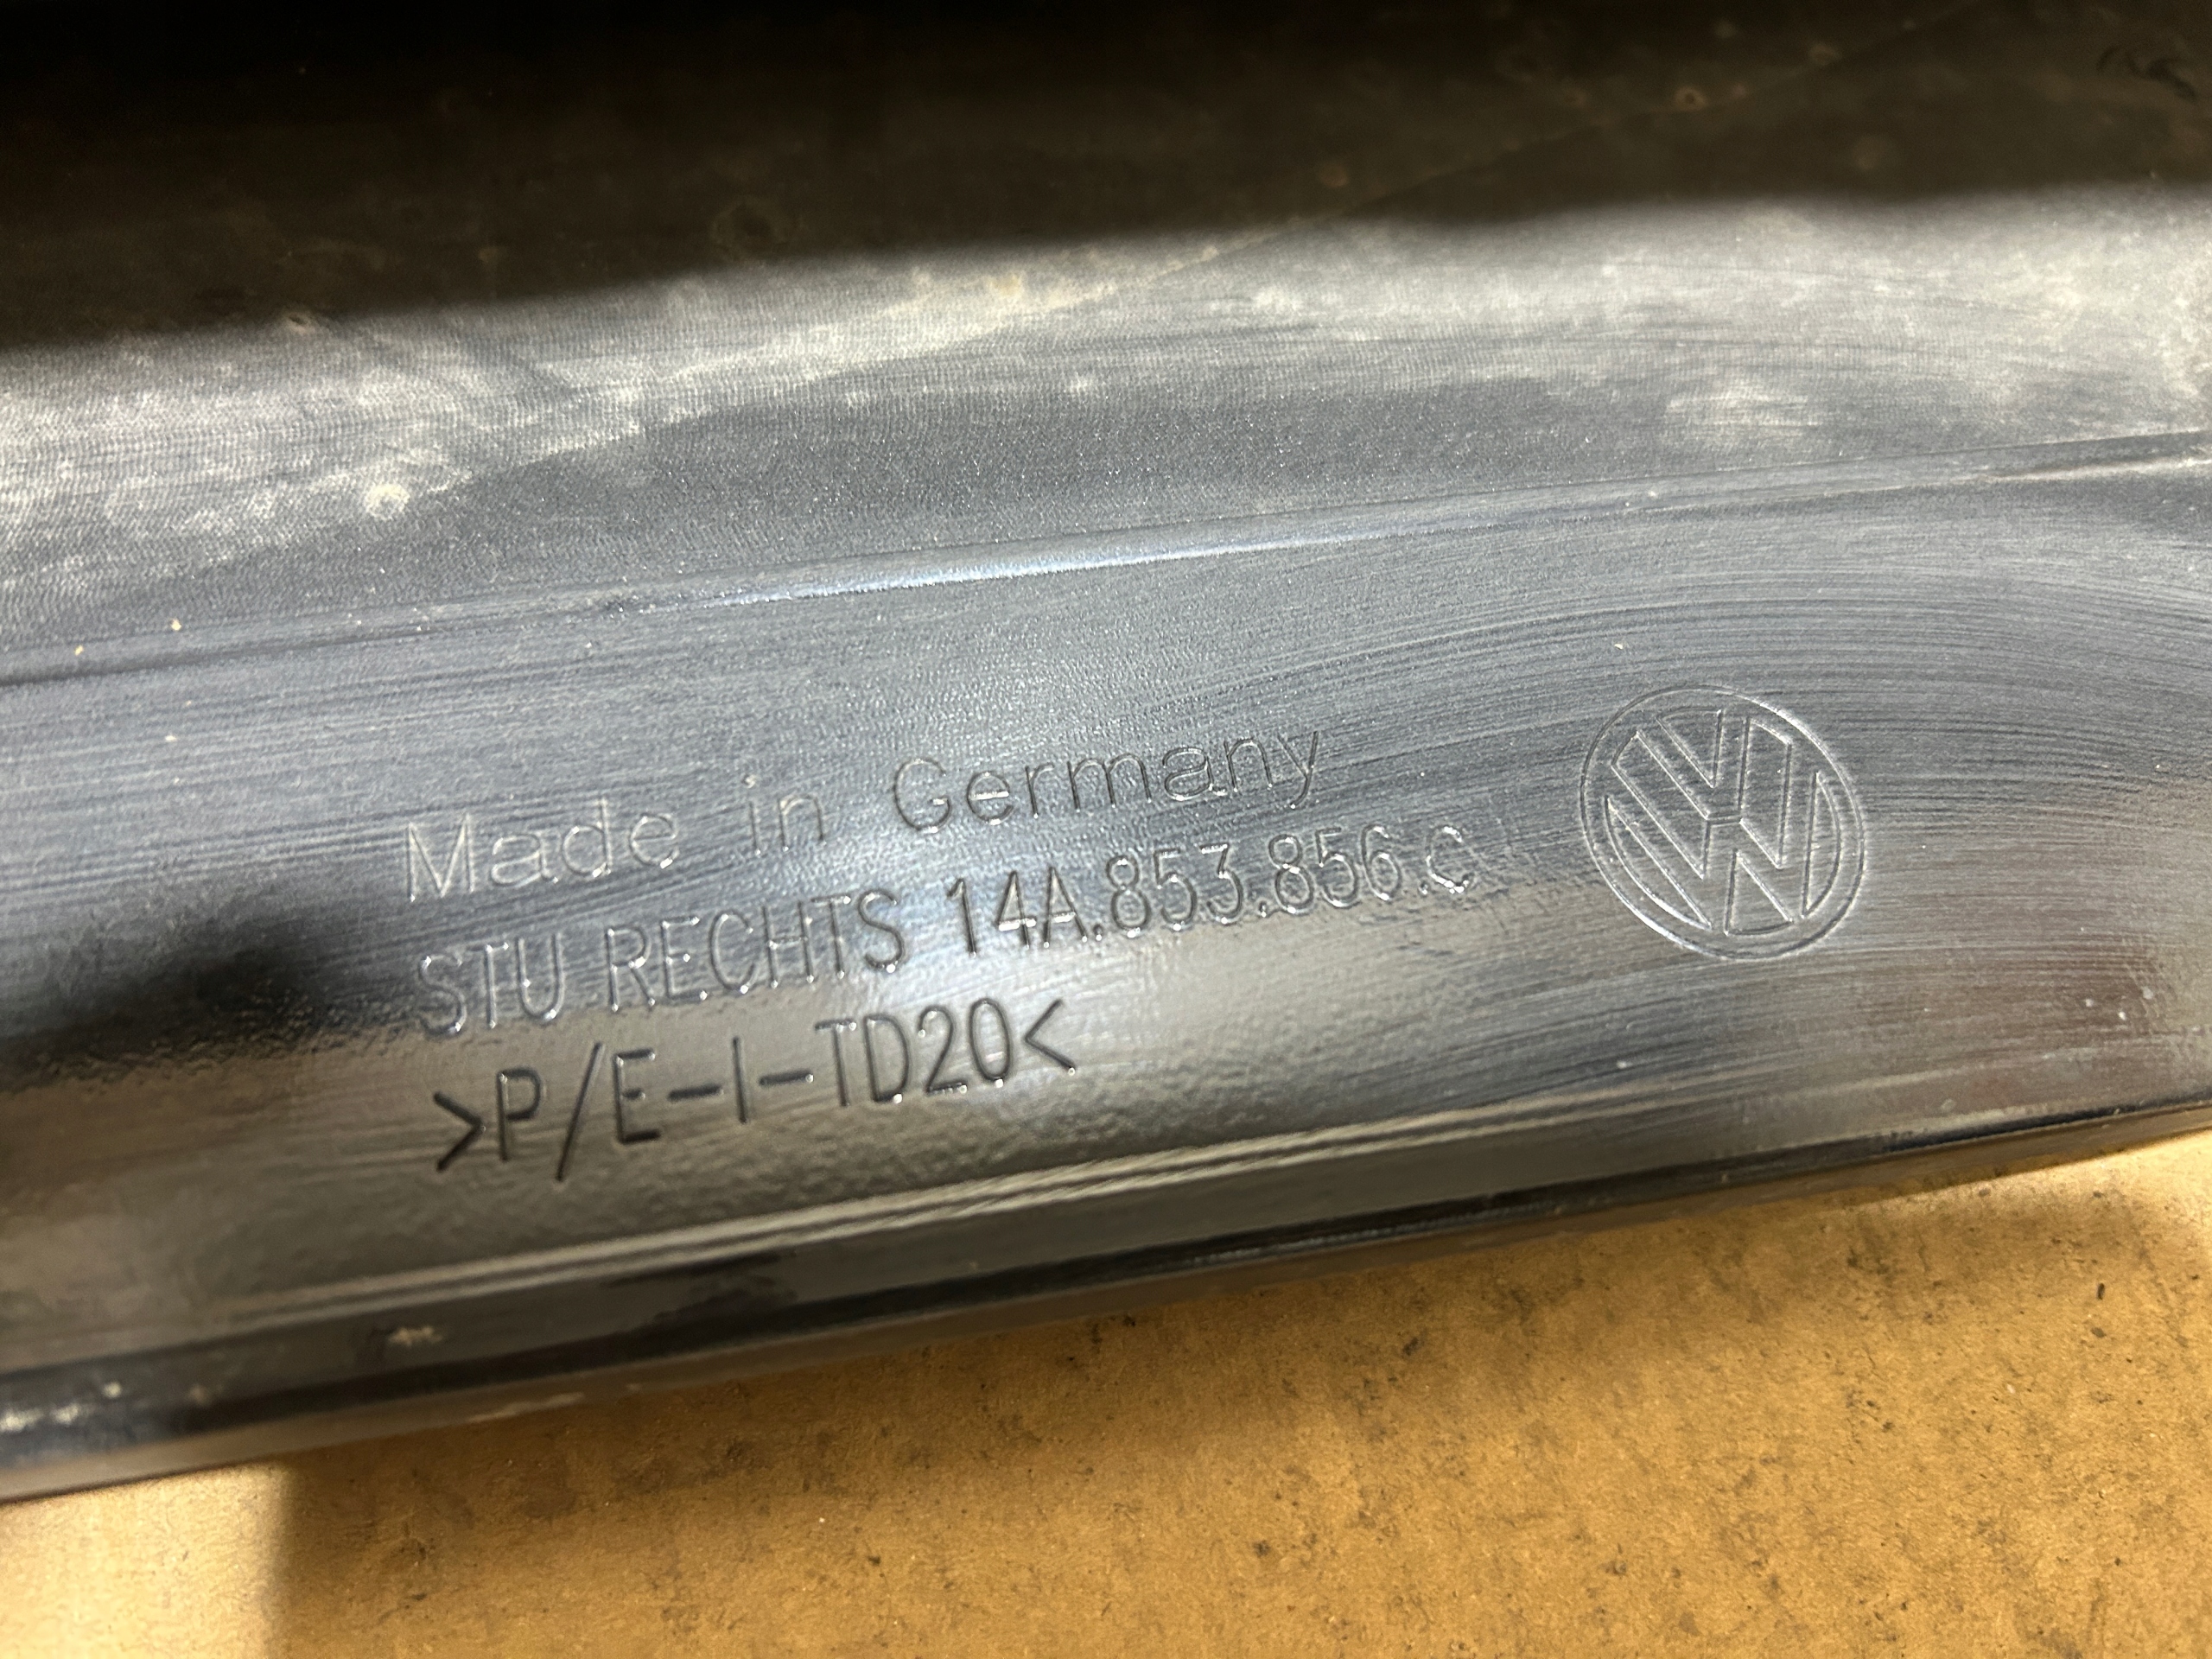 Made in Germany
STU RECHTS 14A.853.856.C
>P/E-I-TD20<